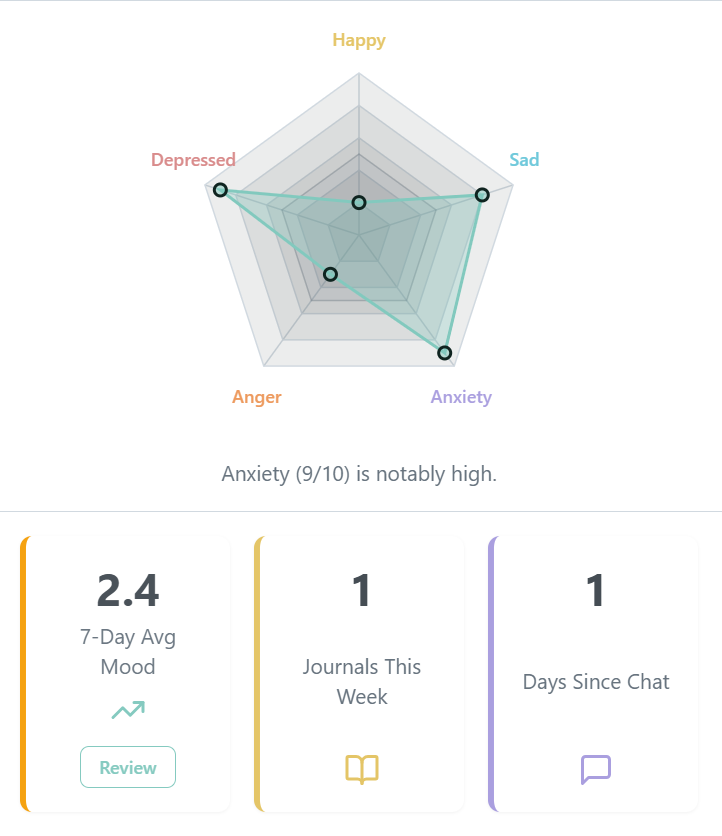 Happy
Depressed
Sad
Anger
Anxiety
Anxiety (9/10) is notably high.
2.4
7-Day Avg
Mood
Review
1
Journals This
Week
1
Days Since Chat